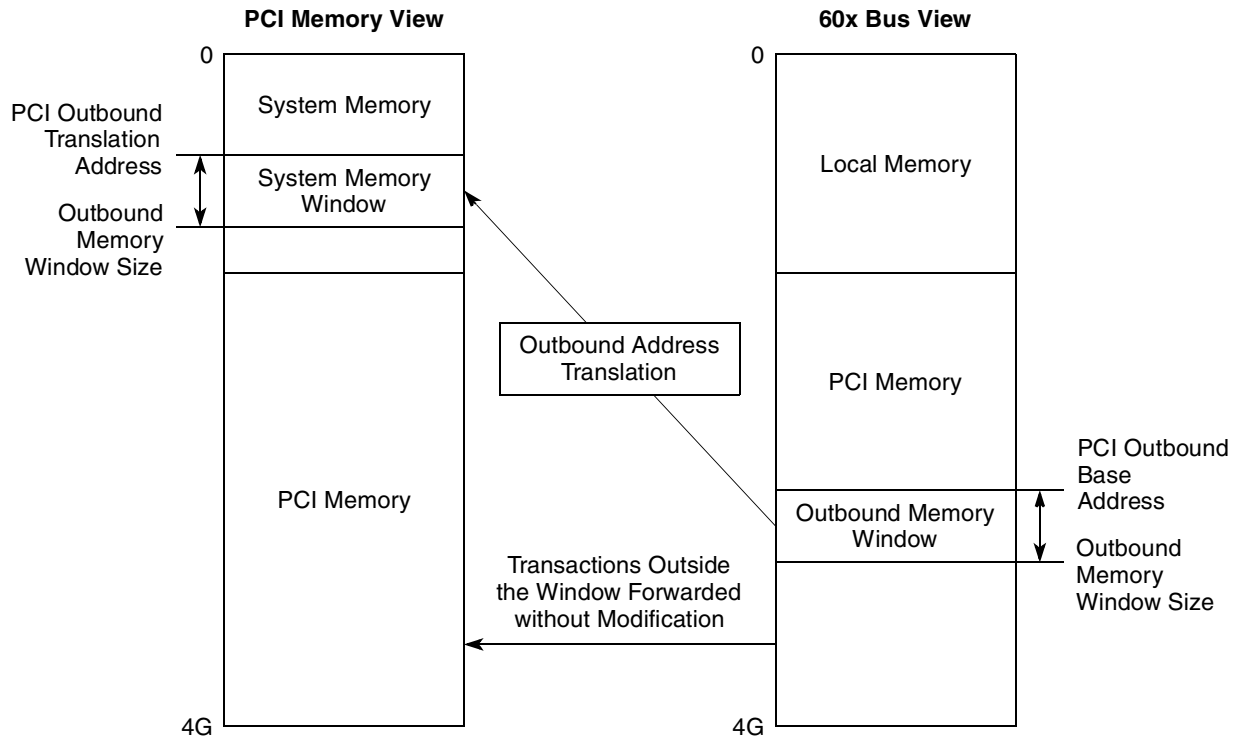 PCI Memory View
60x Bus View
0
0
System Memory
PCI Outbound
Translation
Address
Local Memory
System Memory
Window
Outbound
Memory
Window Size
Outbound Address
Translation
PCI Memory
PCI Memory
PCI Outbound
Base
Address
Outbound Memory
Window
Outbound
Memory
Window Size
Transactions Outside
the Window Forwarded
without Modification
4G
4G